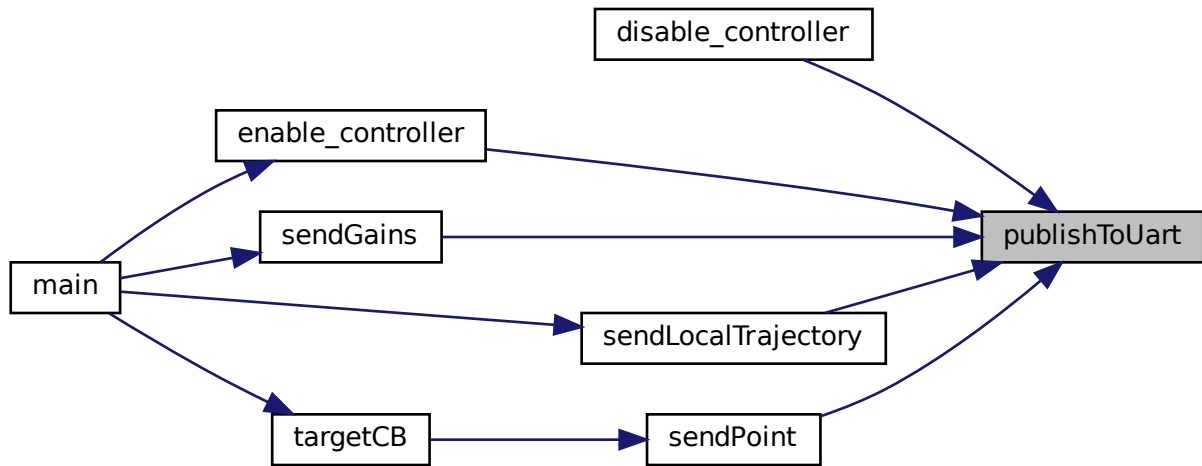 disable_controller
enable_controller
sendGains
publishToUart
main
sendLocalTrajectory
targetCB
sendPoint